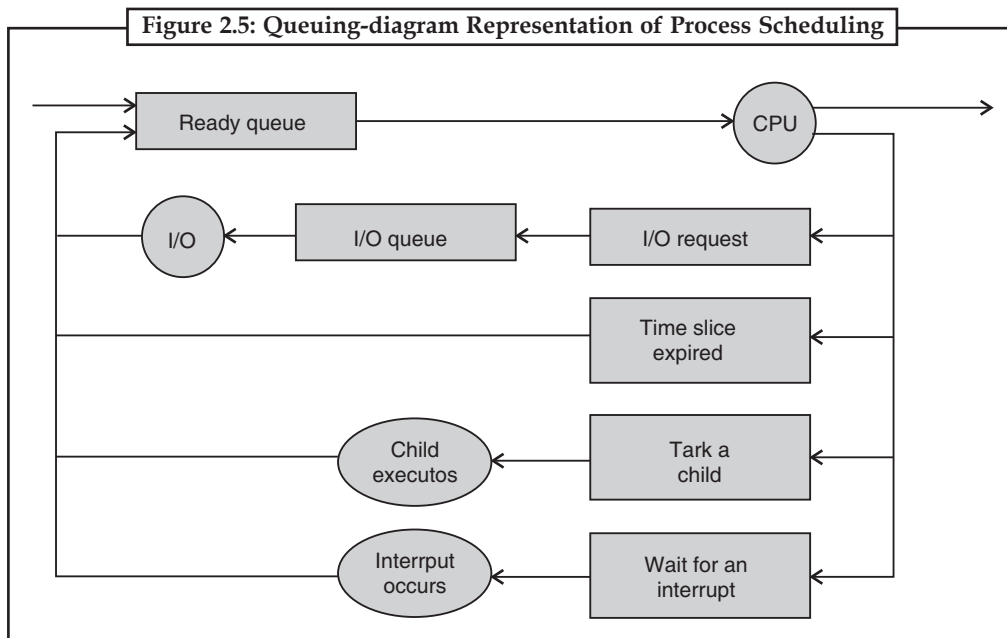 Figure 2.5: Queuing-diagram Representation of Process Scheduling
Ready queue
CPU
I/O
I/O queue
I/O request
Time slice
expired
Child
executos
Tark a
child
Interrput
occurs
Wait for an
interrupt